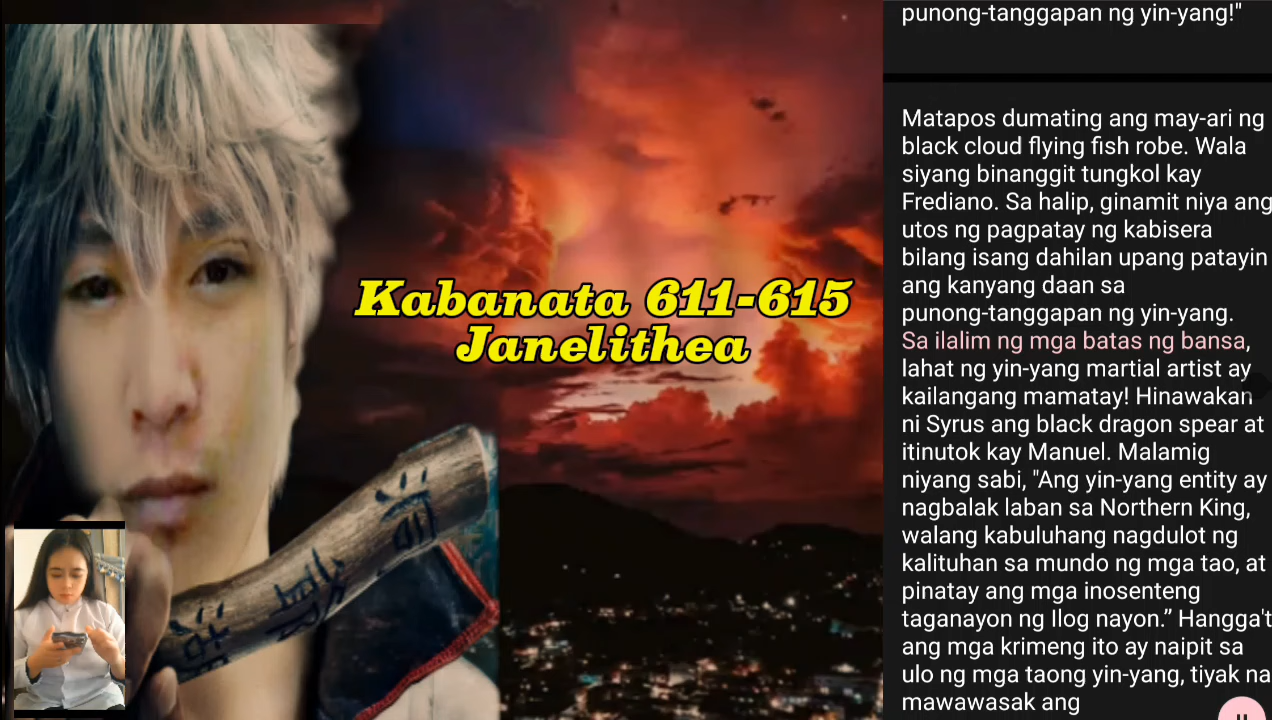 Kabanata 611-615
Janelithea
punong-tanggapan ng yin-yang!"
Matapos dumating ang may-ari ng
black cloud flying fish robe. Wala
siyang binanggit tungkol kay
Frediano. Sa halip, ginamit niya ang
utos ng pagpatay ng kabisera
bilang isang dahilan upang patayin
ang kanyang daan sa
punong-tanggapan ng yin-yang.
Sa ilalim ng mga batas ng bansa,
lahat ng yin-yang martial artist ay
kailangang mamatay! Hinawakan
ni Syrus ang black dragon spear at
itinutok kay Manuel. Malamig
niyang sabi, "Ang yin-yang entity ay
nagbalak laban sa Northern King,
walang kabuluhang nagdulot ng
kalituhan sa mundo ng mga tao, at
pinatay ang mga inosenteng
taganayon ng Ilog nayon.” Hangga't
ang mga krimeng ito ay naipit sa
ulo ng mga taong yin-yang, tiyak na
mawawasak ang